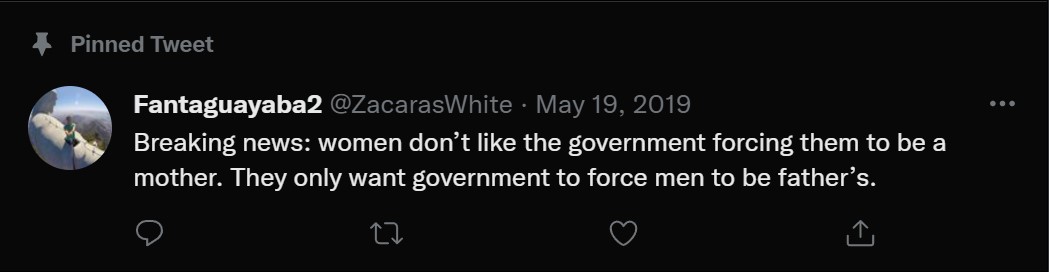 Pinned Tweet
Fantaguayaba2 @ZacarasWhite · May 19, 2019
Breaking news: women don’t like the government forcing them to be a
mother. They only want government to force men to be father’s.